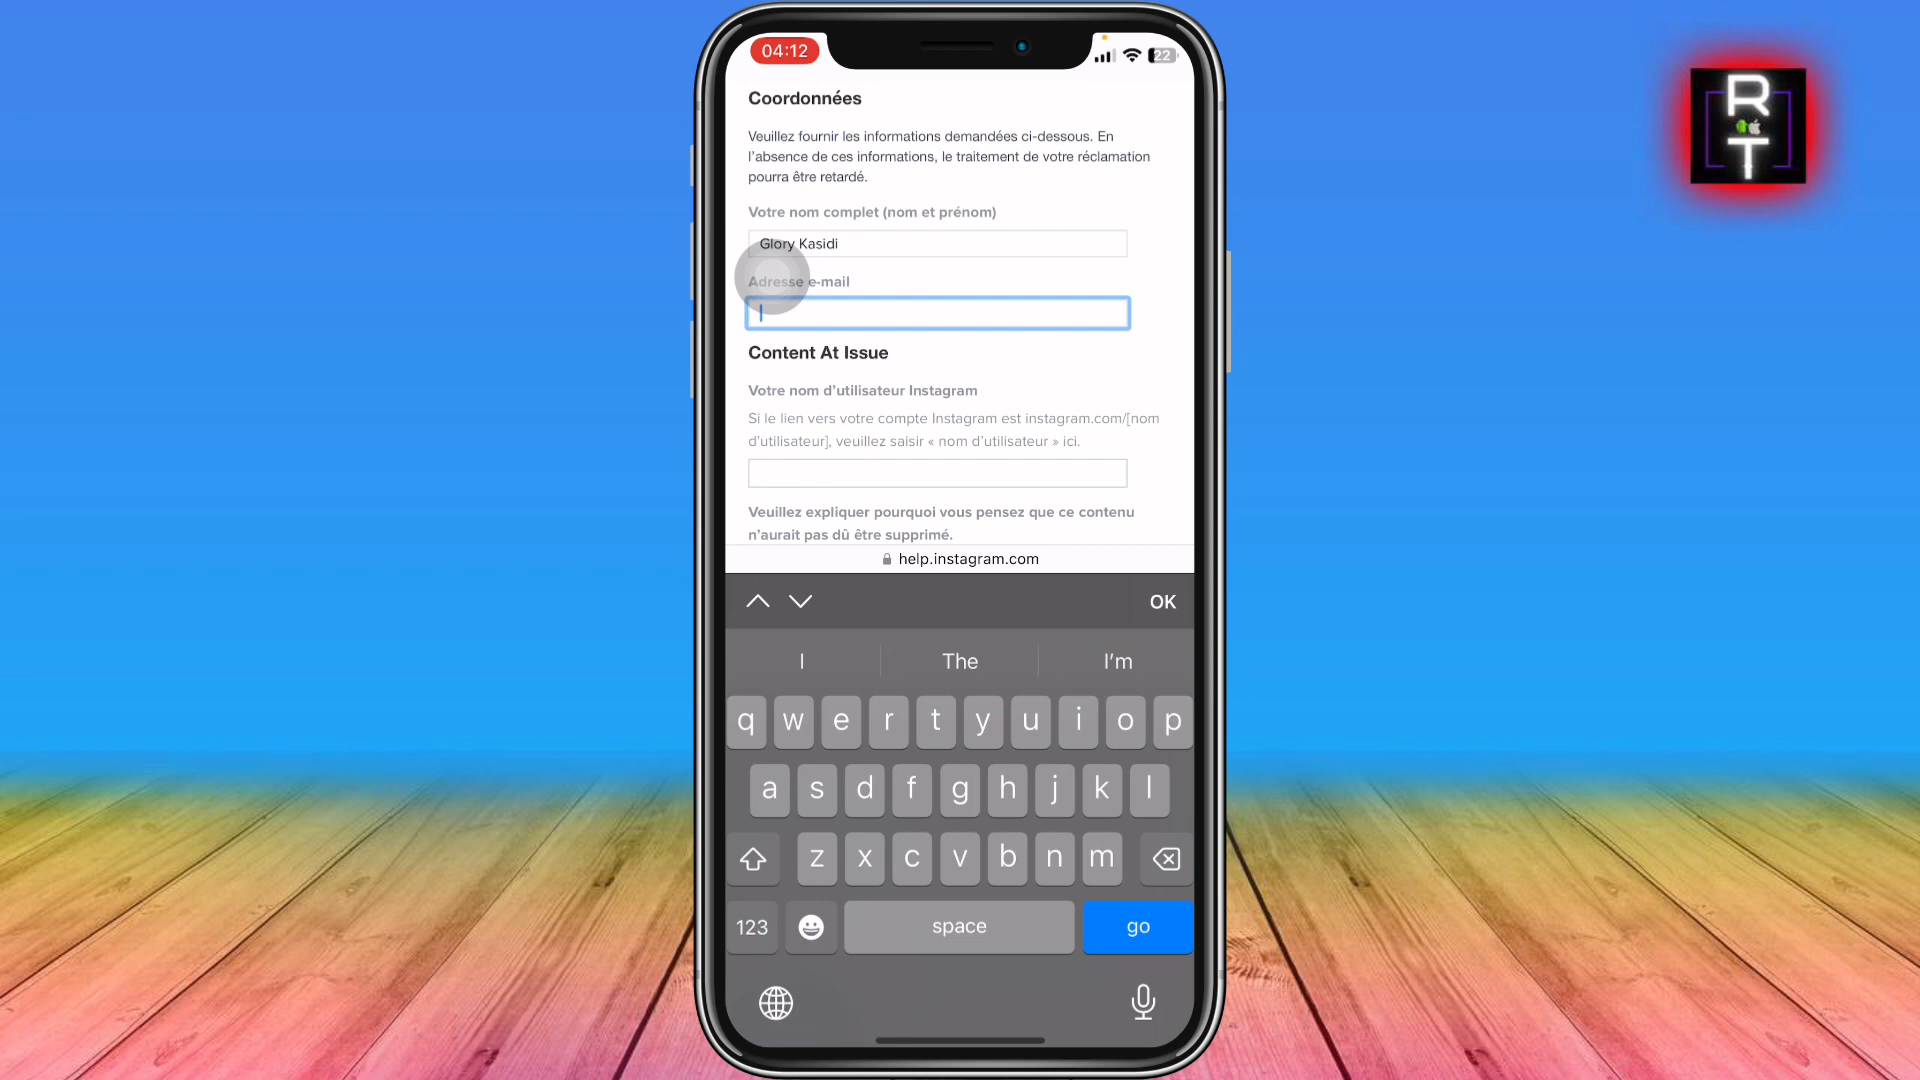 04:12
22
R
T
Coordonnées
Veuillez fournir les informations demandées ci-dessous. En
l’absence de ces informations, le traitement de votre réclamation
pourra être retardé.
Votre nom complet (nom et prénom)
Glory Kasidi
Adresse e-mail
Content At Issue
Votre nom d’utilisateur Instagram
Si le lien vers votre compte Instagram est instagram.com/[nom
d’utilisateur], veuillez saisir « nom d’utilisateur » ici.
Veuillez expliquer pourquoi vous pensez que ce contenu
n’aurait pas dû être supprimé.
help.instagram.com
OK
I The I’m
q w e r t y u i o p
a s d f g h j k l
z x c v b n m
123 space go